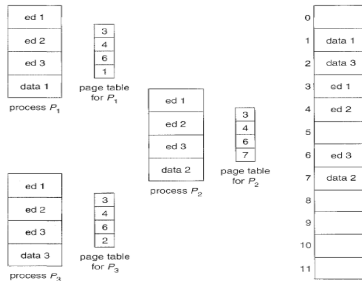 ed 1
ed 2
ed 3
data 1
process P1
3
4
6
1
page table
for P1
ed 1
ed 2
ed 3
data 2
process P2
3
4
6
7
page table
for P2
ed 1
ed 2
ed 3
data 3
process P3
3
4
6
2
page table
for P3
0
1 data 1
2 data 3
3 ed 1
4 ed 2
5
6 ed 3
7 data 2
8
9
10
11